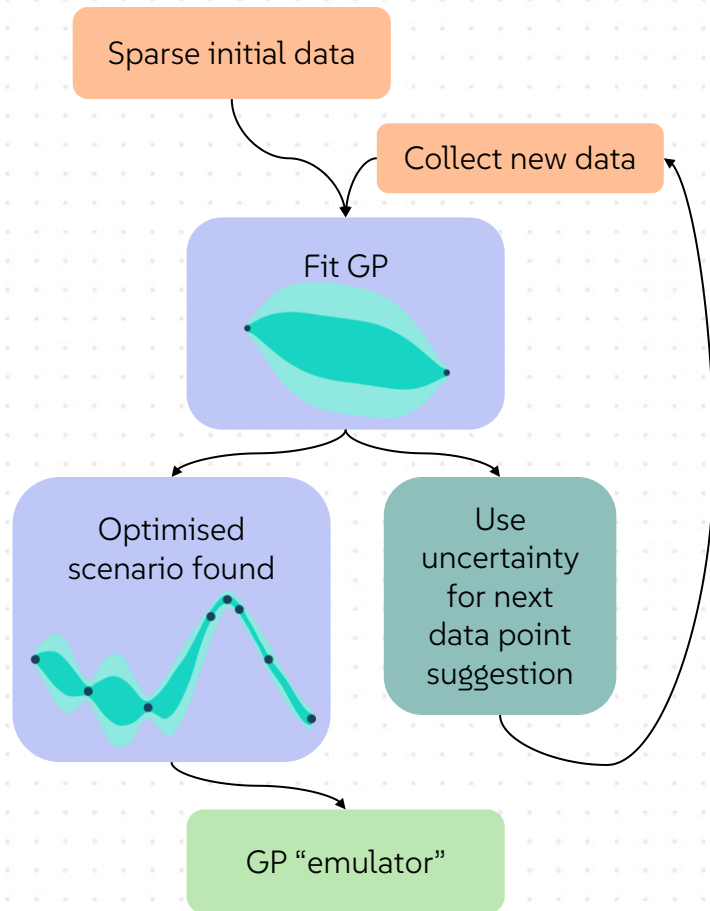 Sparse initial data
Collect new data
Fit GP
Optimised
scenario found
Use
uncertainty
for next
data point
suggestion
GP “emulator”